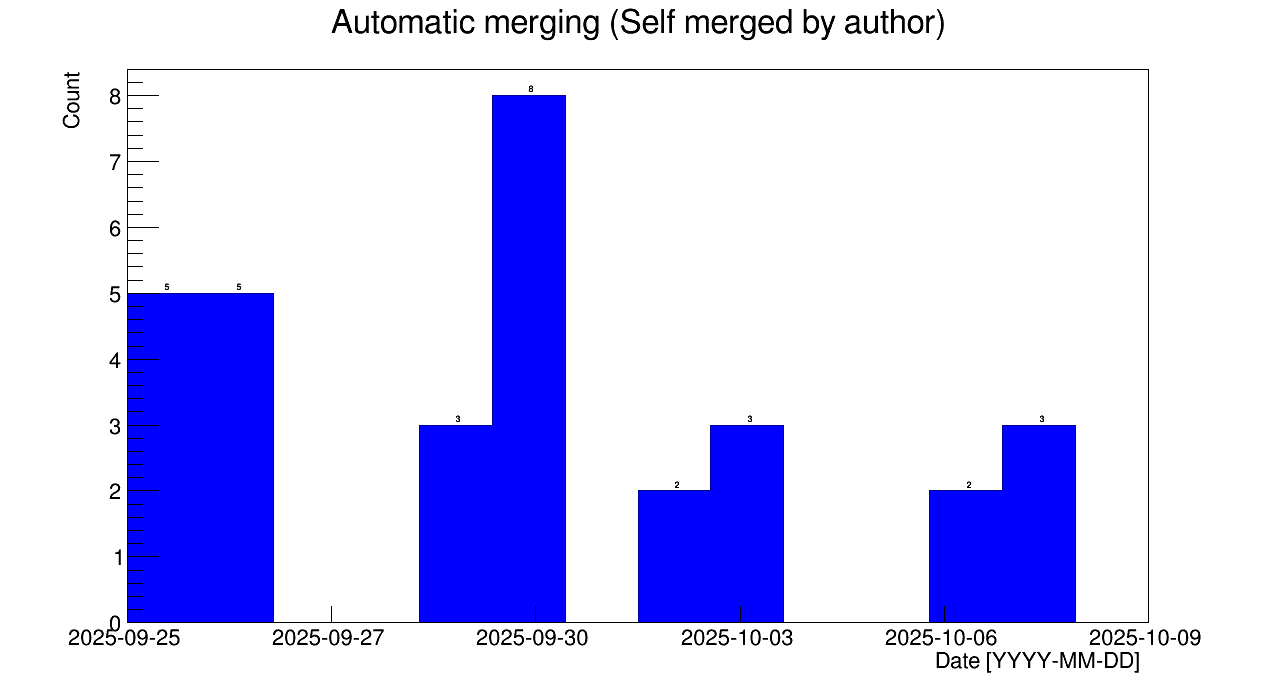 Automatic merging (Self merged by author)
Count
8
7
6
5
4
3
2
1
0
5 5 3 8 2 3 2 3
2025-09-25 2025-09-27 2025-09-30 2025-10-03 2025-10-06 2025-10-09
Date [YYYY-MM-DD]